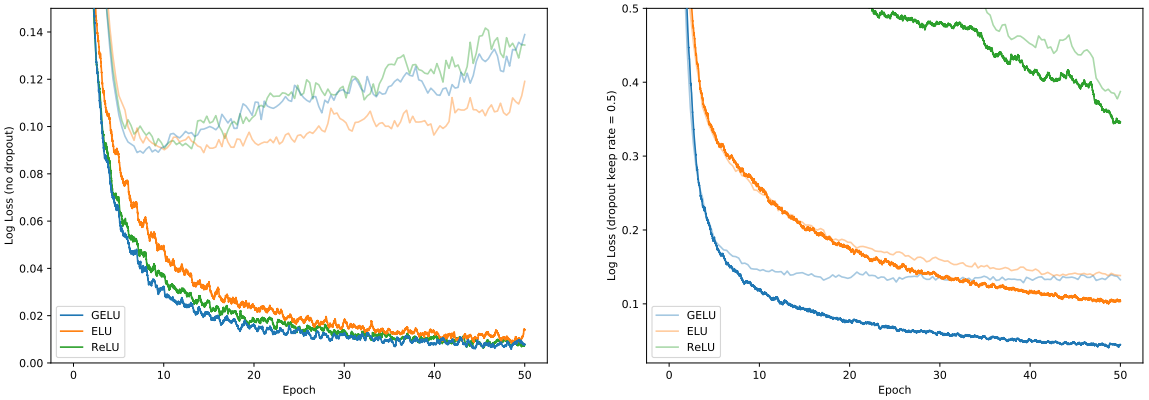 0.14
0.12
0.10
0.08
0.06
0.04
0.02
0.00
Log Loss (no dropout)
GELU
ELU
ReLU
0 10 20 30 40 50
Epoch
0.5
0.4
0.3
0.2
0.1
Log Loss (dropout keep rate = 0.5)
GELU
ELU
ReLU
0 10 20 30 40 50
Epoch